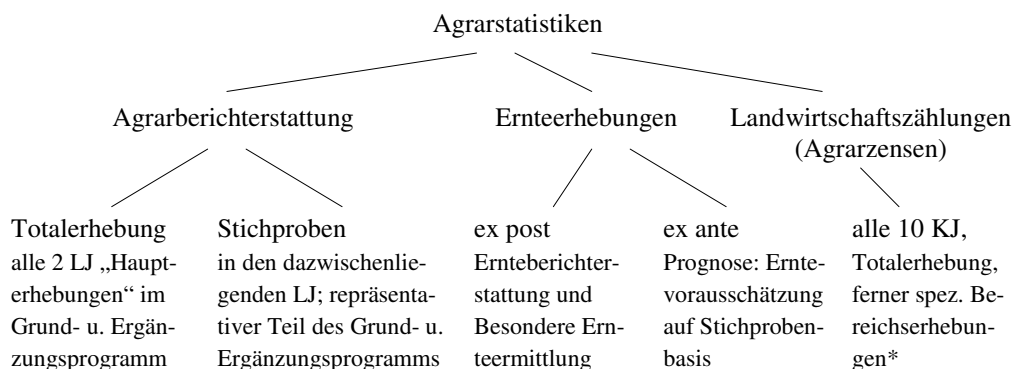 Agrarstatistiken
Agrarberichterstattung
Ernteerhebungen
Landwirtschaftszählungen
(Agrarzensen)
Totalerhebung
alle 2 LJ „Haupt-
erhebungen“ im
Grund- u. Ergän-
zungsprogramm
Stichproben
in den dazwischenlie-
genden LJ; repräsenta-
tiver Teil des Grund- u.
Ergänzungsprogramms
ex post
Ernteberichter-
stattung und
Besondere Ern-
teermittlung
ex ante
Prognose: Ernte-
vorausschätzung
auf Stichproben-
basis
alle 10 KJ,
Totalerhebung,
ferner spez. Be-
reichserhebun-
gen*